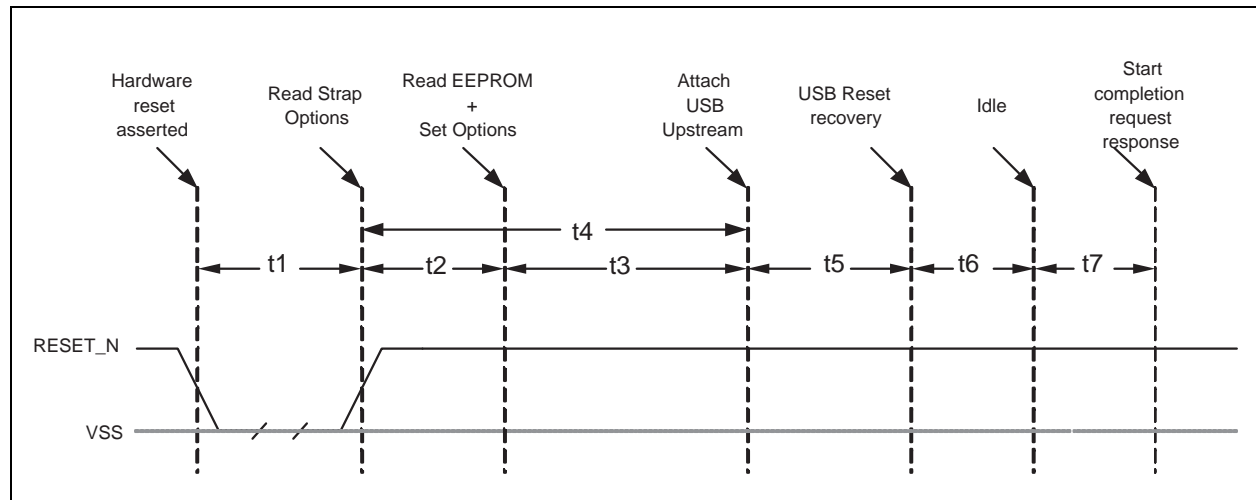 Hardware
reset
asserted
Read Strap
Options
Read EEPROM
+
Set Options
Attach
USB
Upstream
USB Reset
recovery
Idle
Start
completion
request
response
t4
t1
t2
t3
t5
t6
t7
RESET_N
VSS